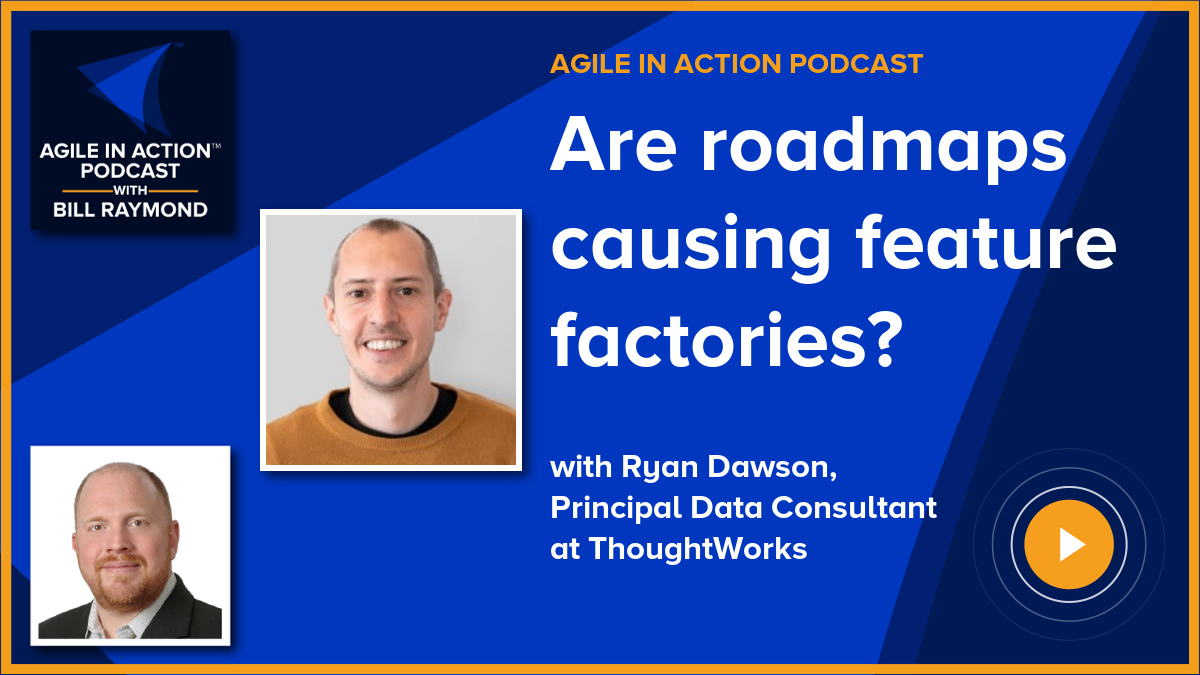 AGILE IN ACTION™
PODCAST
WITH
BILL RAYMOND
AGILE IN ACTION PODCAST
Are roadmaps
causing feature
factories?
with Ryan Dawson,
Principal Data Consultant
at ThoughtWorks
TM